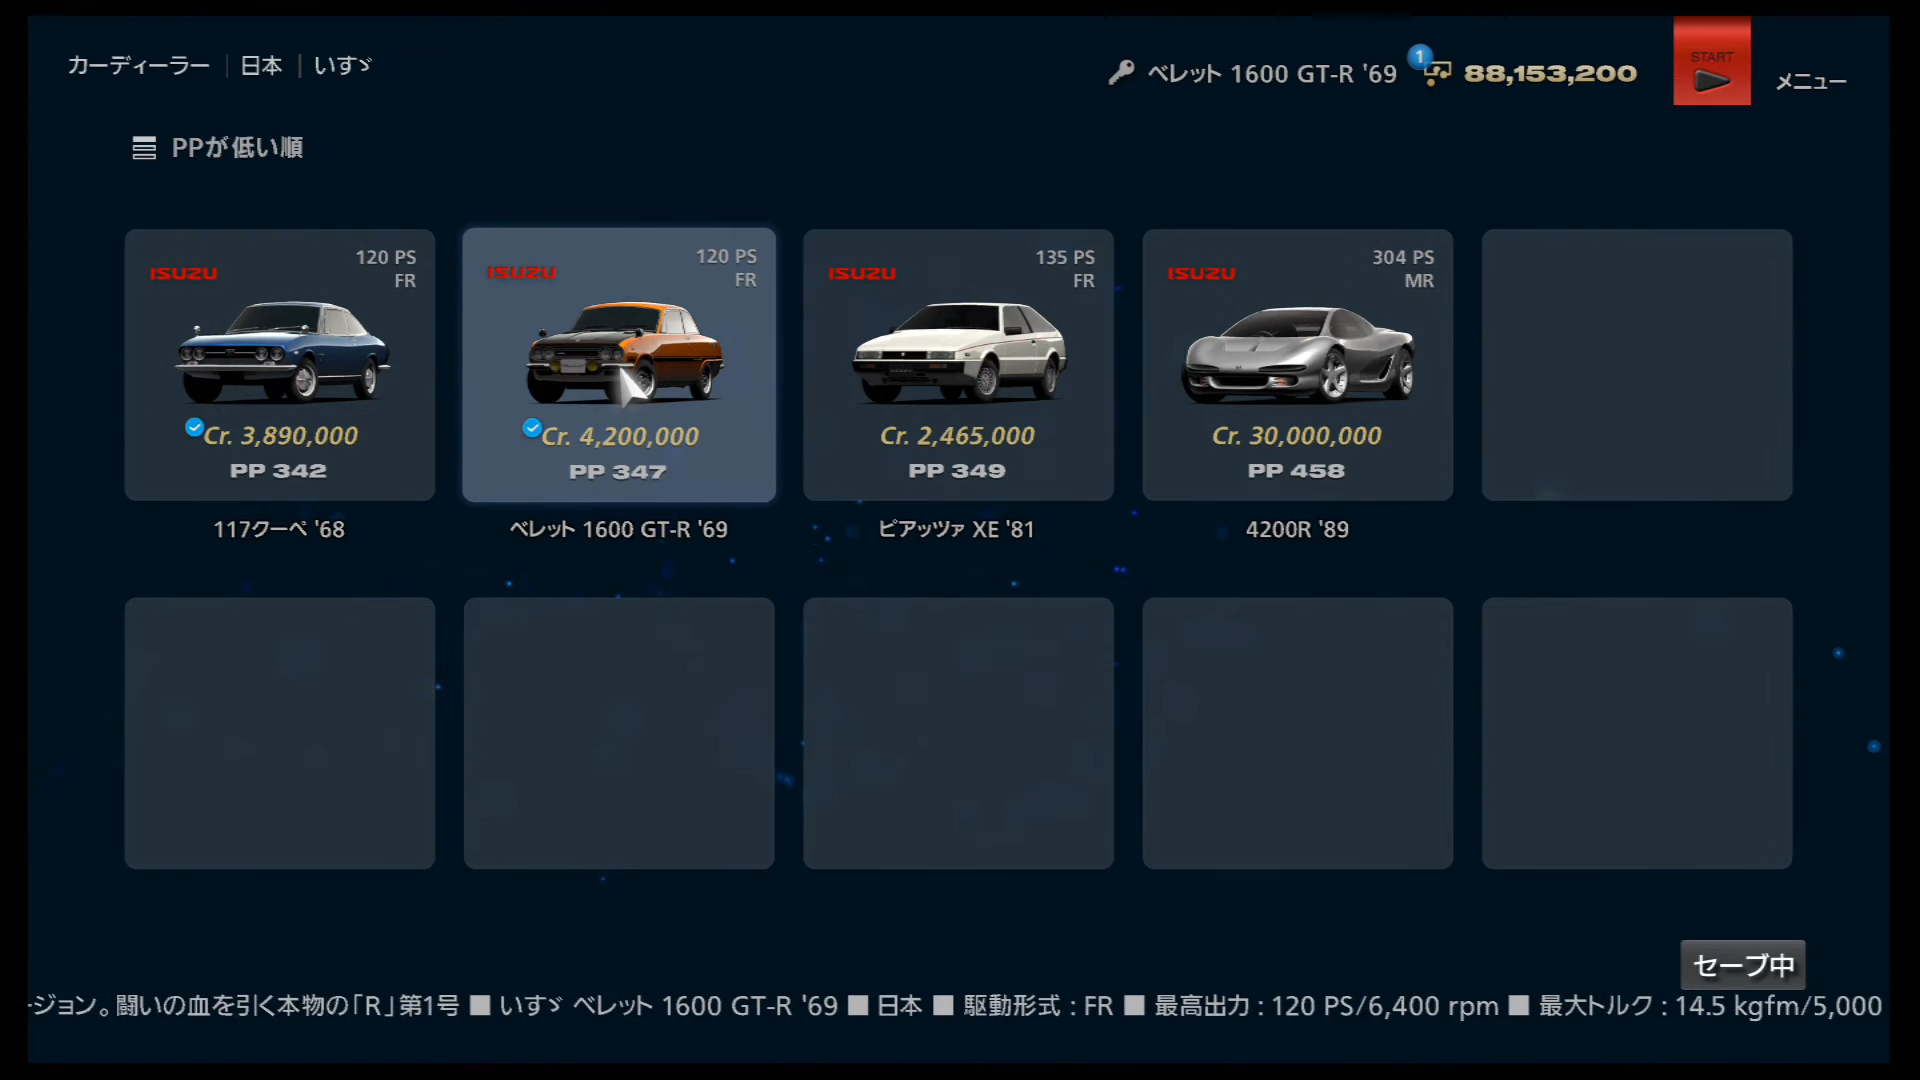 カーディーラー | 日本 | いすゞ
ベレット 1600 GT-R '69
1
88,153,200
START
メニュー
PPが低い順
ISUZU
120 PS
FR
Cr. 3,890,000
PP 342
117クーペ '68
ISUZU
120 PS
FR
Cr. 4,200,000
PP 347
ベレット 1600 GT-R '69
ISUZU
135 PS
FR
Cr. 2,465,000
PP 349
ピアッツァ XE '81
ISUZU
304 PS
MR
Cr. 30,000,000
PP 458
4200R '89
セーブ中
ージョン。闘いの血を引く本物の「R」第1号 ■ いすゞ ベレット 1600 GT-R '69 ■ 日本 ■ 駆動形式 : FR ■ 最高出力 : 120 PS/6,400 rpm ■ 最大トルク : 14.5 kgfm/5,000